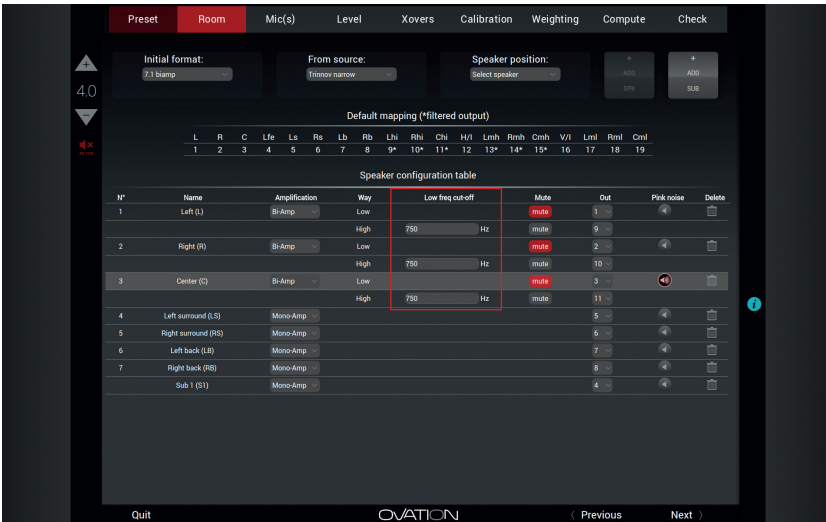 Preset Room Mic(s) Level Xovers Calibration Weighting Compute Check
Initial format: From source: Speaker position:
7.1 biamp Trinnov narrow Select speaker
+ ADD SPK
+ ADD SUB
4.0
Default mapping (*filtered output)
L R C Lfe Ls Rs Lb Rb Lhi Rhi Chi H/I Lmh Rmh Cmh V/I Lml Rml Cml
1 2 3 4 5 6 7 8 9* 10* 11* 12 13* 14* 15* 16 17 18 19
Speaker configuration table
N° Name Amplification Way Low freq cut-off Mute Out Pink noise Delete
1 Left (L) Bi-Amp Low mute 1
High 750 Hz mute 9
2 Right (R) Bi-Amp Low mute 2
High 750 Hz mute 10
3 Center (C) Bi-Amp Low mute 3
High 750 Hz mute 11
4 Left surround (LS) Mono-Amp 5
5 Right surround (RS) Mono-Amp 6
6 Left back (LB) Mono-Amp 7
7 Right back (RB) Mono-Amp 8
Sub 1 (S1) Mono-Amp 4
i
Quit OVATION Previous Next